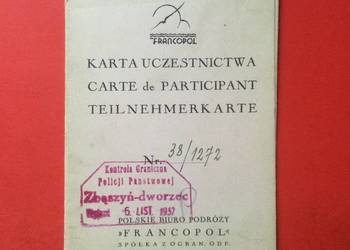 FRANCOPOL
KARTA UCZESTNICTWA
CARTE de PARTICIPANT
TEILNEHMERKARTE
Nr. 38/1272
Kontrola Graniczna
Policji Państwowej
Zbąszyń-dworzec
6 LIST. 1937
POLSKIE BIURO PODRÓŻY
»FRANCOPOL«
SPÓŁKA Z OGRAN. ODP.